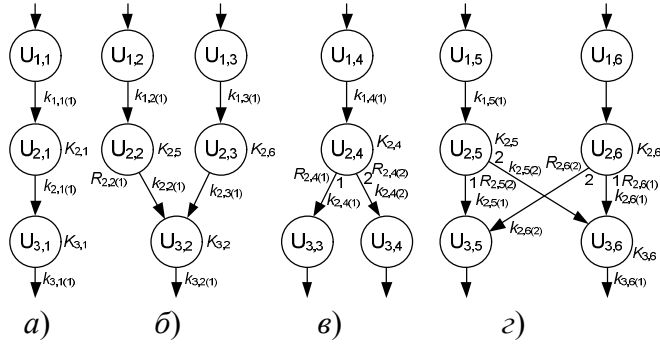 U1,1 U1,2 U1,3 U1,4 U1,5 U1,6
k1,1(1) k1,2(1) k1,3(1) k1,4(1) k1,5(1)
U2,1 K2,1 U2,2 K2,5 U2,3 K2,6 U2,4 K2,4 U2,5 K2,5 U2,6 K2,6
R2,2(1) R2,4(1) 1 2 R2,4(2) 2 k2,5(2) R2,6(2) 2 1 R2,6(1)
k2,1(1) k2,2(1) k2,3(1) k2,4(1) k2,4(2) 1 R2,5(2) k2,5(1) k2,6(1)
k2,6(2)
U3,1 K3,1 U3,2 K3,2 U3,3 U3,4 U3,5 U3,6 K3,6
k3,1(1) k3,2(1) k3,6(1)
а) б) в) г)